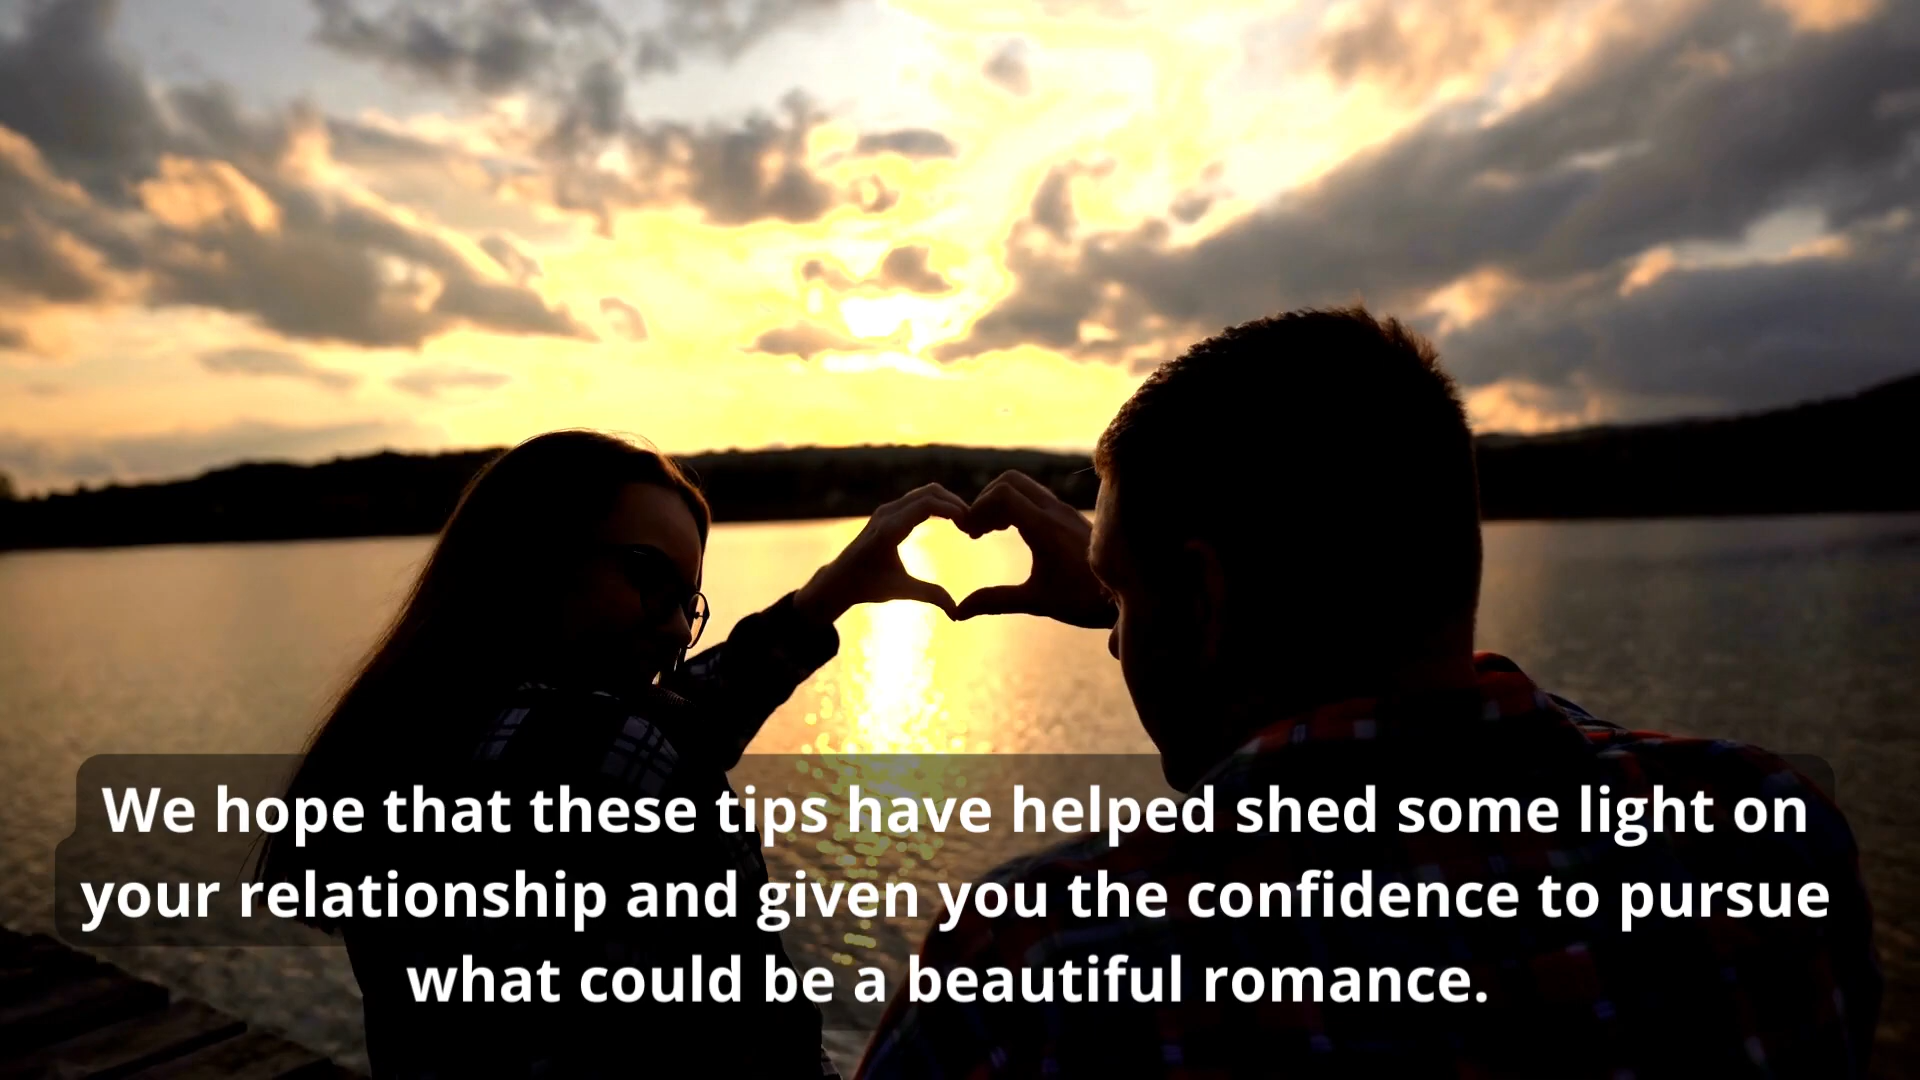 We hope that these tips have helped shed some light on
your relationship and given you the confidence to pursue
what could be a beautiful romance.